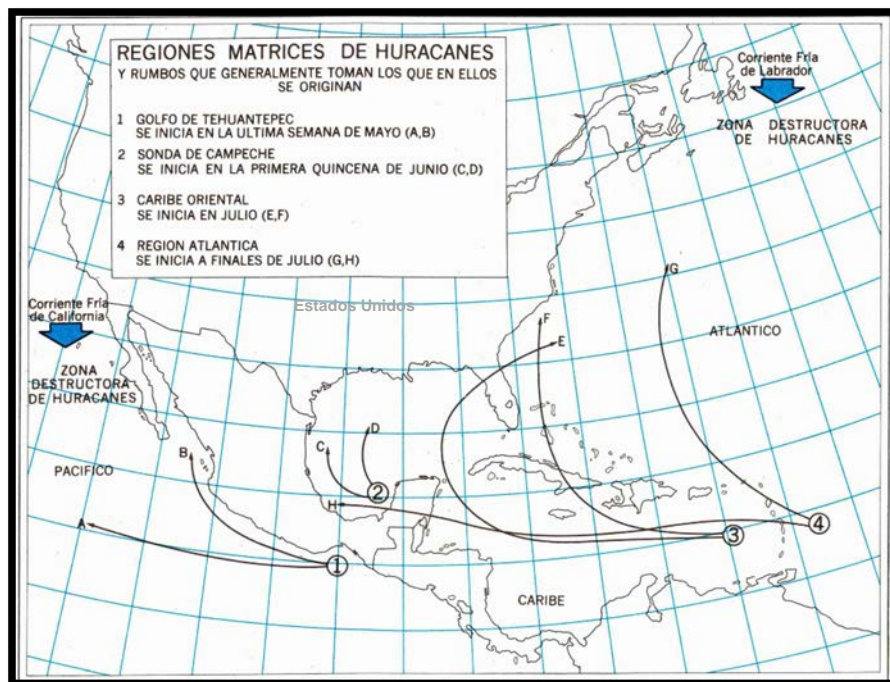 REGIONES MATRICES DE HURACANES
Y RUMBOS QUE GENERALMENTE TOMAN LOS QUE EN ELLOS
SE ORIGINAN
1 GOLFO DE TEHUANTEPEC
SE INICIA EN LA ULTIMA SEMANA DE MAYO (A,B)
2 SONDA DE CAMPECHE
SE INICIA EN LA PRIMERA QUINCENA DE JUNIO (C,D)
3 CARIBE ORIENTAL
SE INICIA EN JULIO (E,F)
4 REGION ATLANTICA
SE INICIA A FINALES DE JULIO (G,H)
Corriente Fría
de Labrador
ZONA DESTRUCTORA
DE HURACANES
G
Estados Unidos
Corriente Fría
de California
F
ATLANTICO
E
ZONA
DESTRUCTORA
DE HURACANES
D
C
B
PACIFICO
2
H
A
4
3
1
CARIBE